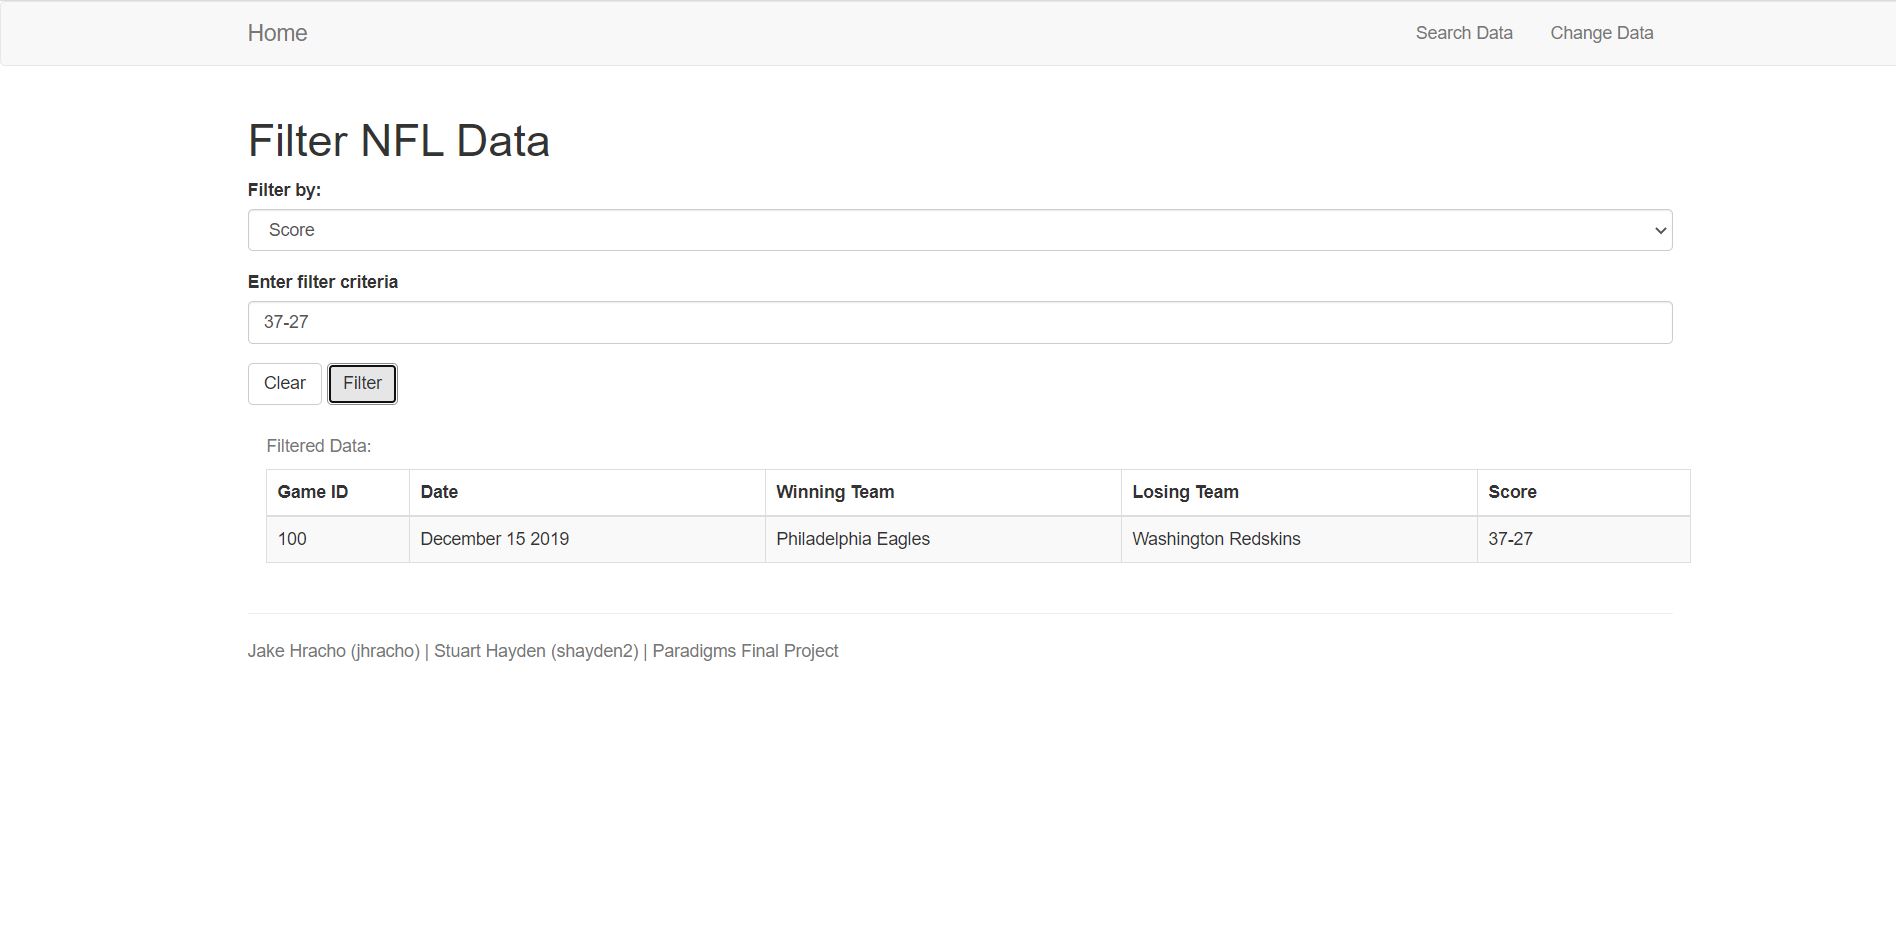 Home Search Data Change Data
Filter NFL Data
Filter by:
Score
Enter filter criteria
37-27
Clear Filter
Filtered Data:
Game ID Date Winning Team Losing Team Score
100 December 15 2019 Philadelphia Eagles Washington Redskins 37-27
Jake Hracho (jhracho) | Stuart Hayden (shayden2) | Paradigms Final Project